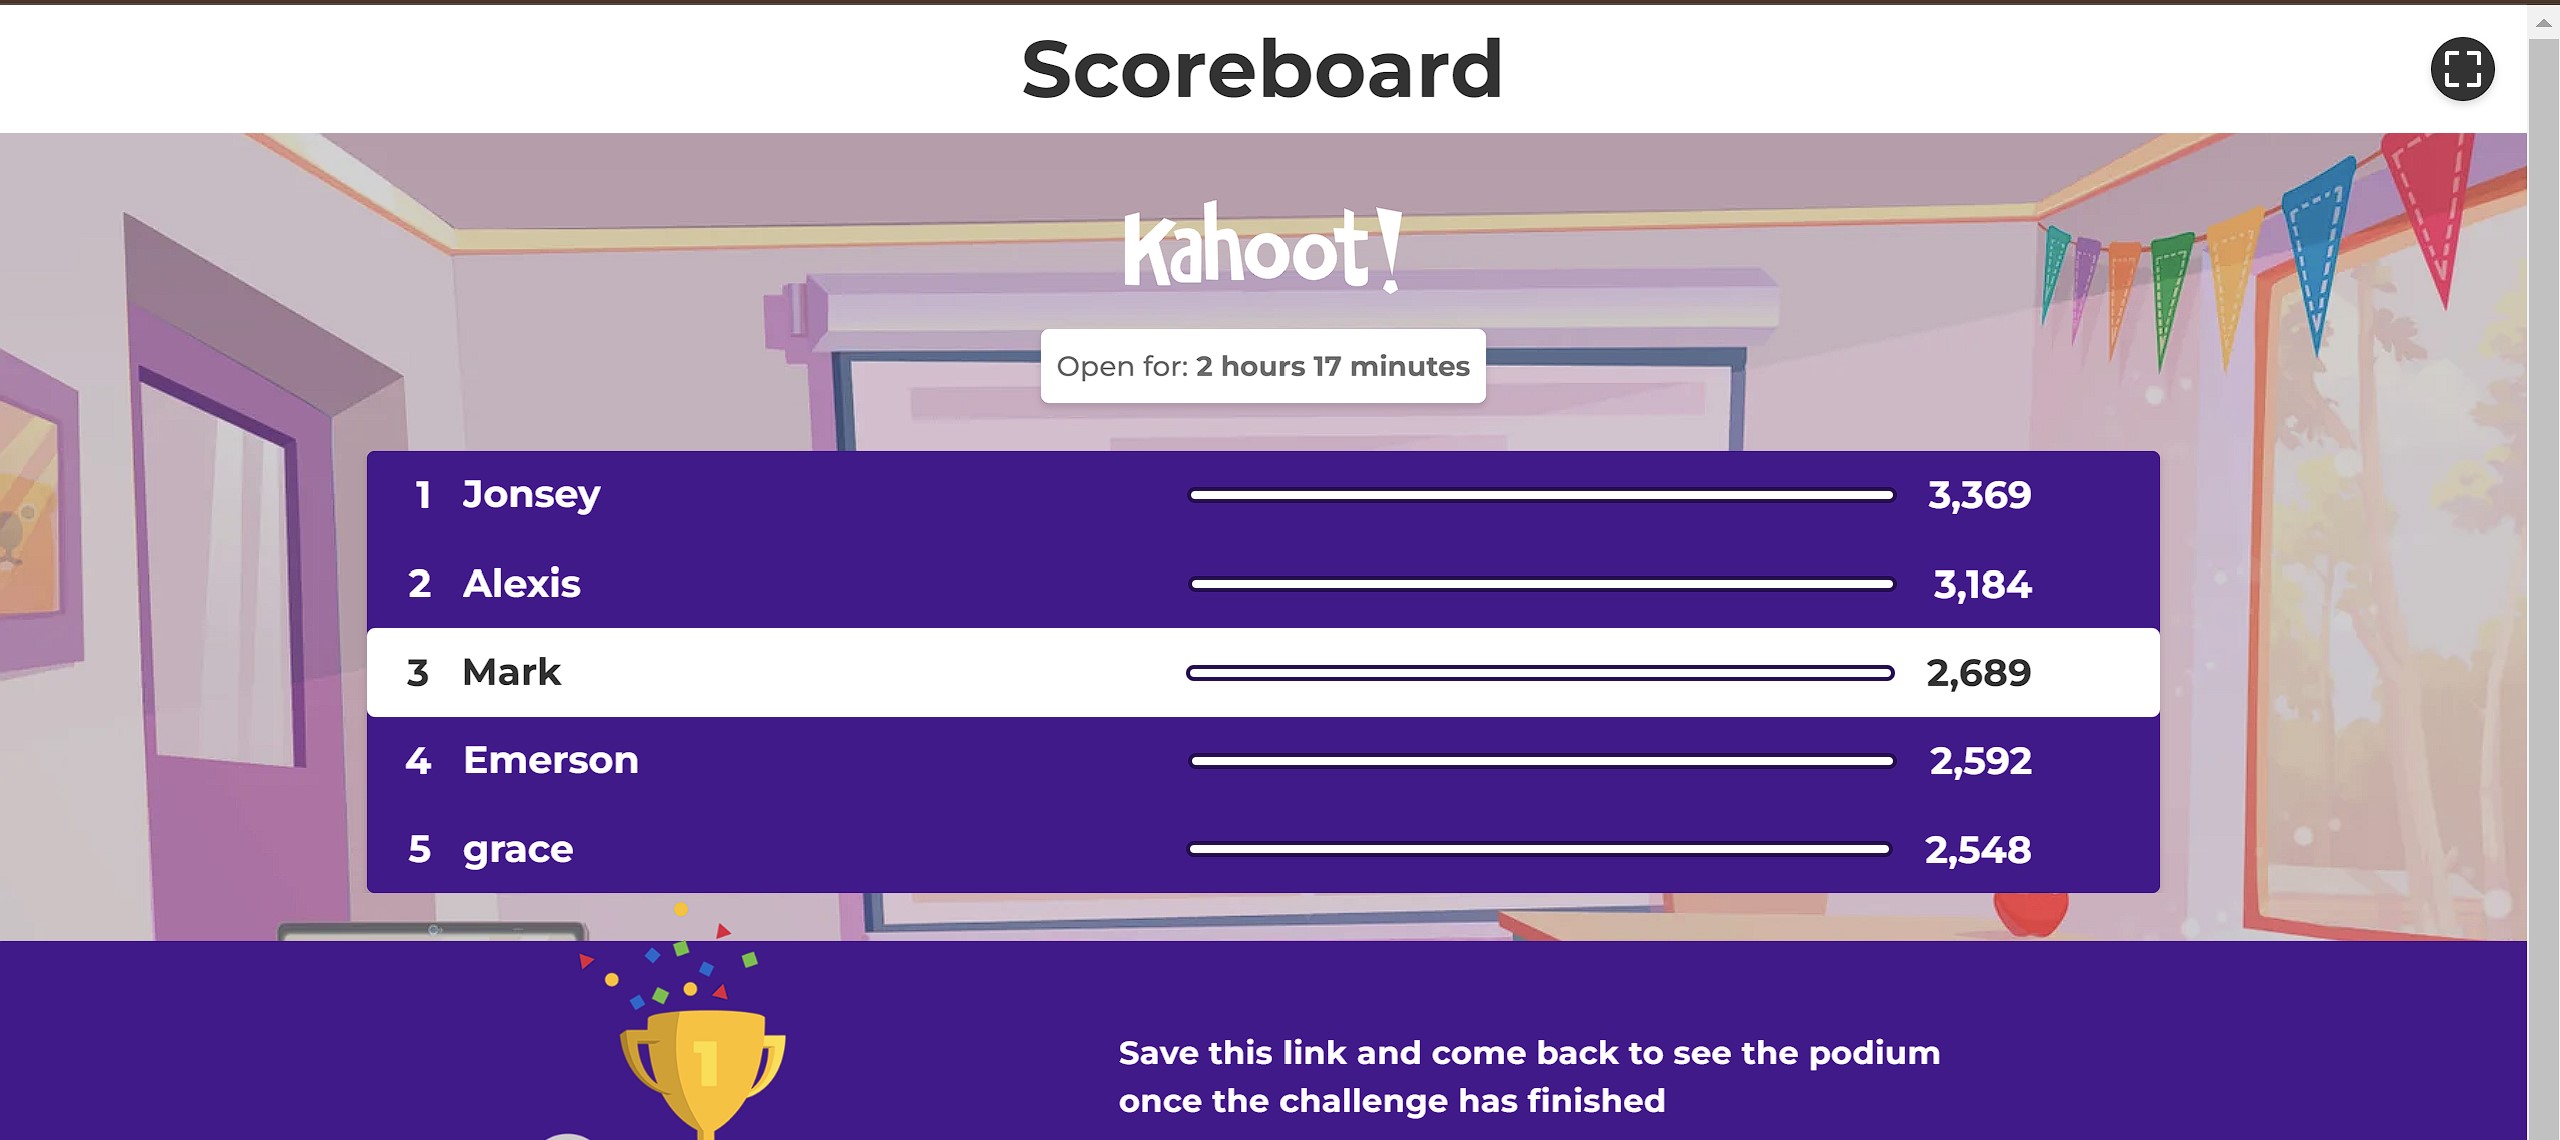 Scoreboard
Kahoot!
Open for: 2 hours 17 minutes
1 Jonsey 3,369
2 Alexis 3,184
3 Mark 2,689
4 Emerson 2,592
5 grace 2,548
1
Save this link and come back to see the podium
once the challenge has finished